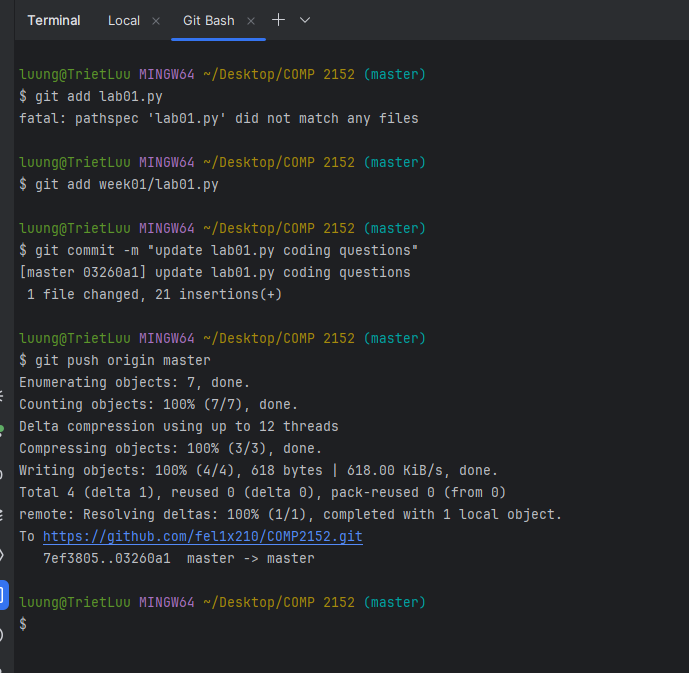 Terminal Local × Git Bash × +
luung@TrietLuu MINGW64 ~/Desktop/COMP 2152 (master)
$ git add lab01.py
fatal: pathspec 'lab01.py' did not match any files
luung@TrietLuu MINGW64 ~/Desktop/COMP 2152 (master)
$ git add week01/lab01.py
luung@TrietLuu MINGW64 ~/Desktop/COMP 2152 (master)
$ git commit -m "update lab01.py coding questions"
[master 03260a1] update lab01.py coding questions
 1 file changed, 21 insertions(+)
luung@TrietLuu MINGW64 ~/Desktop/COMP 2152 (master)
$ git push origin master
Enumerating objects: 7, done.
Counting objects: 100% (7/7), done.
Delta compression using up to 12 threads
Compressing objects: 100% (3/3), done.
Writing objects: 100% (4/4), 618 bytes | 618.00 KiB/s, done.
Total 4 (delta 1), reused 0 (delta 0), pack-reused 0 (from 0)
remote: Resolving deltas: 100% (1/1), completed with 1 local object.
To https://github.com/fel1x210/COMP2152.git
   7ef3805..03260a1  master -> master
luung@TrietLuu MINGW64 ~/Desktop/COMP 2152 (master)
$